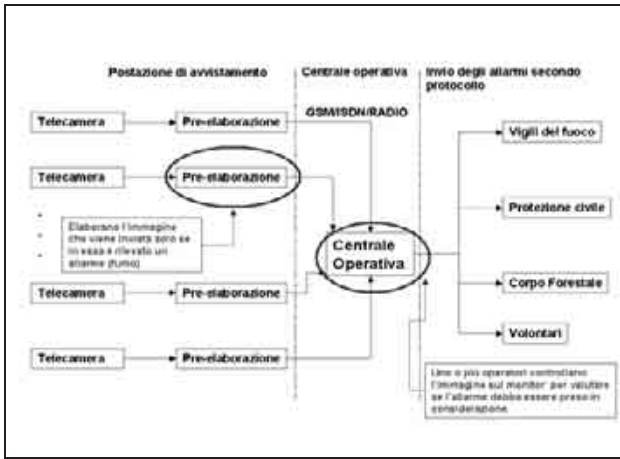 Postazione di avvistamento
Centrale operativa
Invio degli allarmi secondo
protocollo
GSM/ISDN/RADIO
Telecamera
Pre-elaborazione
Vigili del fuoco
Telecamera
Pre-elaborazione
Protezione civile
Elaborano l'immagine
che viene inviata solo se
in essa è rilevato un
allarme (fumo)
Centrale
Operativa
Telecamera
Pre-elaborazione
Corpo Forestale
Telecamera
Pre-elaborazione
Volontari
Uno o più operatori controllano
l'immagine sul monitor per valutare
se l'allarme debba essere preso in
considerazione.